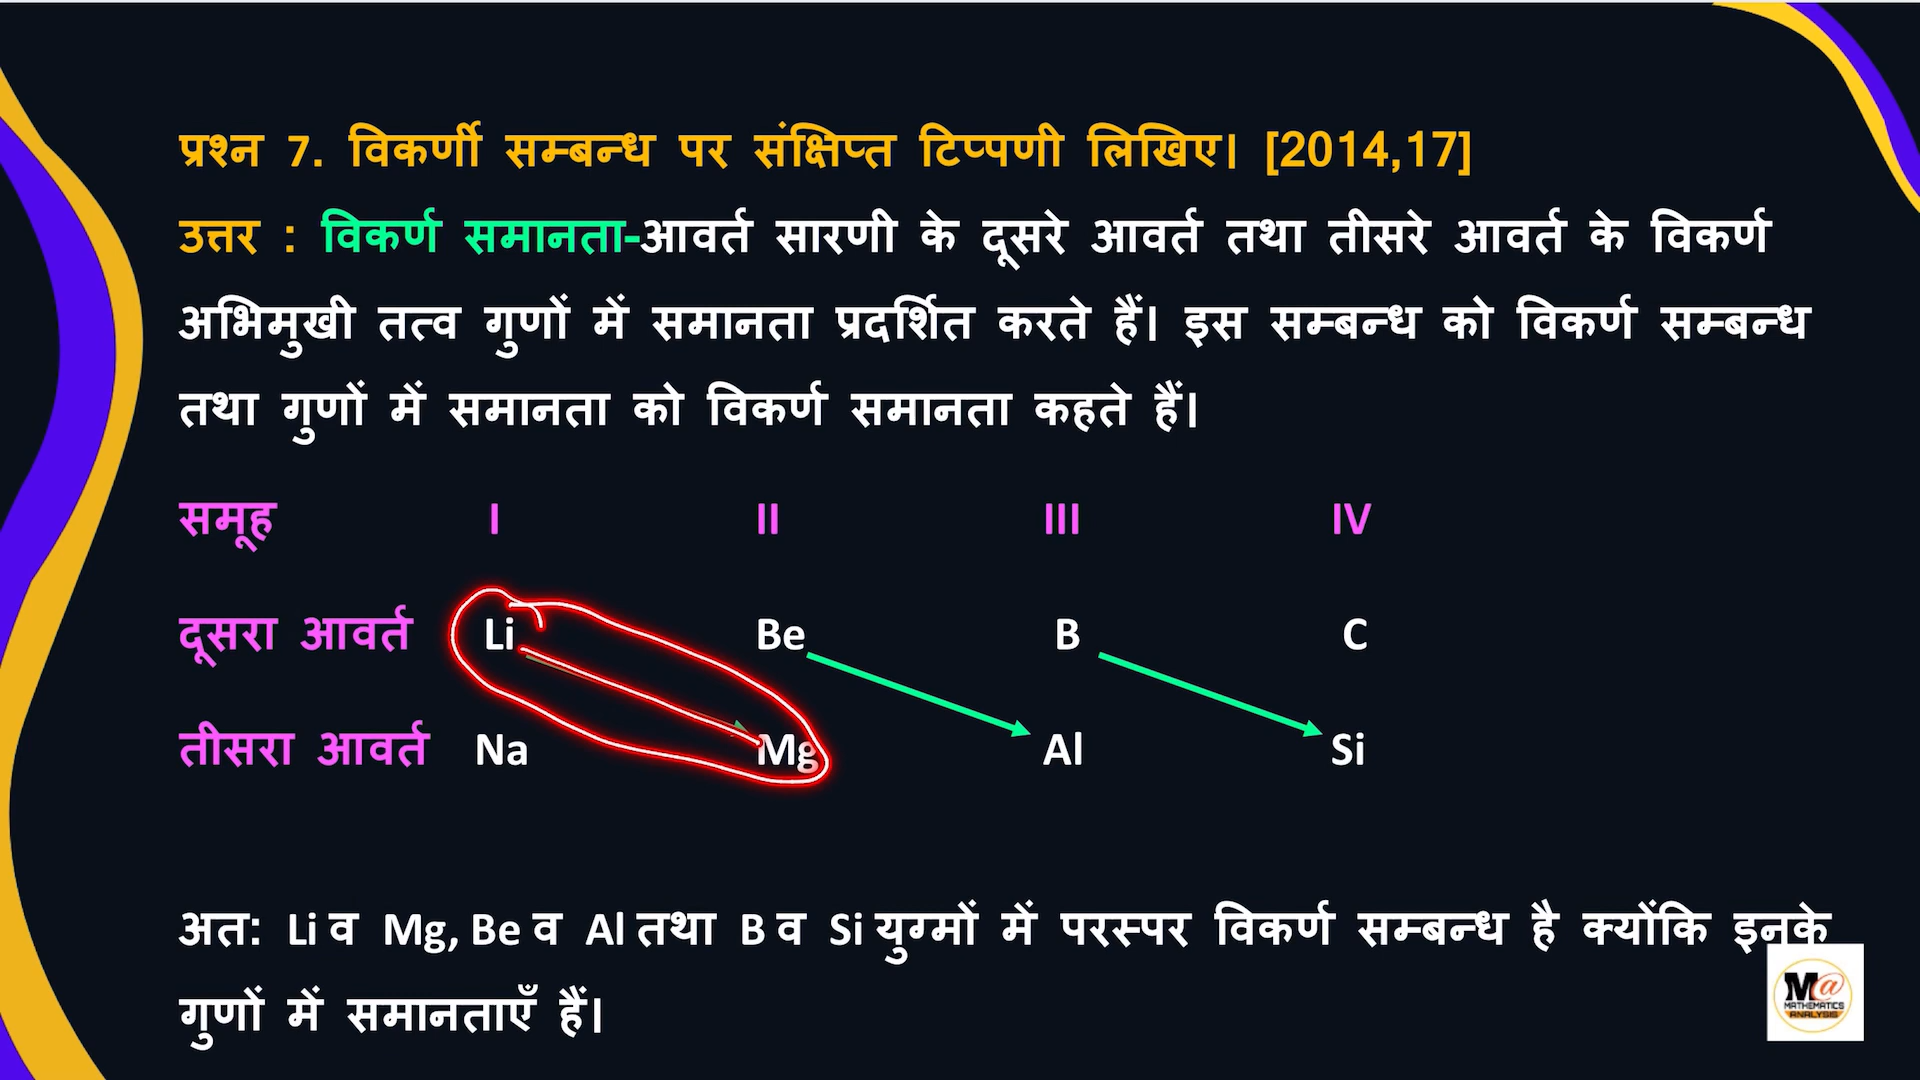 प्रश्न 7. विकर्णी सम्बन्ध पर संक्षिप्त टिप्पणी लिखिए। [2014,17]
उत्तर : विकर्ण समानता-आवर्त सारणी के दूसरे आवर्त तथा तीसरे आवर्त के विकर्ण
अभिमुखी तत्व गुणों में समानता प्रदर्शित करते हैं। इस सम्बन्ध को विकर्ण सम्बन्ध
तथा गुणों में समानता को विकर्ण समानता कहते हैं।
समूह I II III IV
दूसरा आवर्त Li Be B C
तीसरा आवर्त Na Mg Al Si
अत: Li व Mg, Be व Al तथा B व Si युग्मों में परस्पर विकर्ण सम्बन्ध है क्योंकि इनके
गुणों में समानताएँ हैं।
M@
MATHEMATICS
ANALYSIS